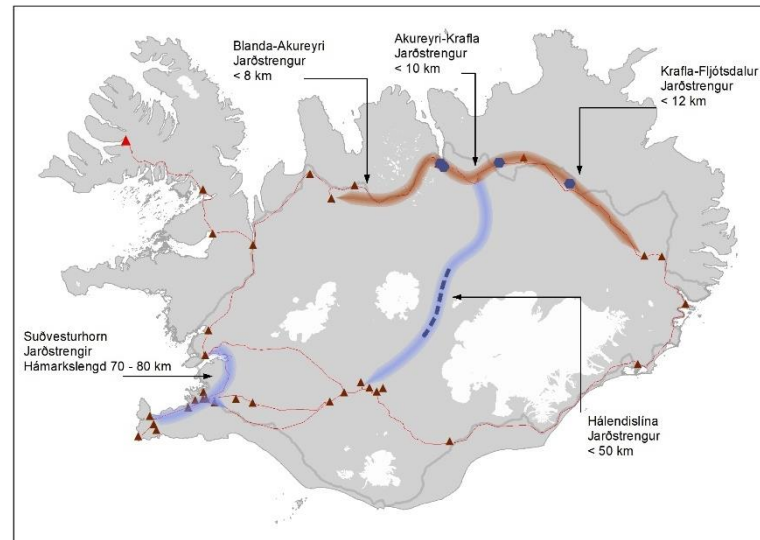 Blanda-Akureyri
Jarðstrengur
< 8 km
Akureyri-Krafla
Jarðstrengur
< 10 km
Krafla-Fljótsdalur
Jarðstrengur
< 12 km
Suðvesturhorn
Jarðstrengir
Hámarkslengd 70 - 80 km
Hálendislína
Jarðstrengur
< 50 km